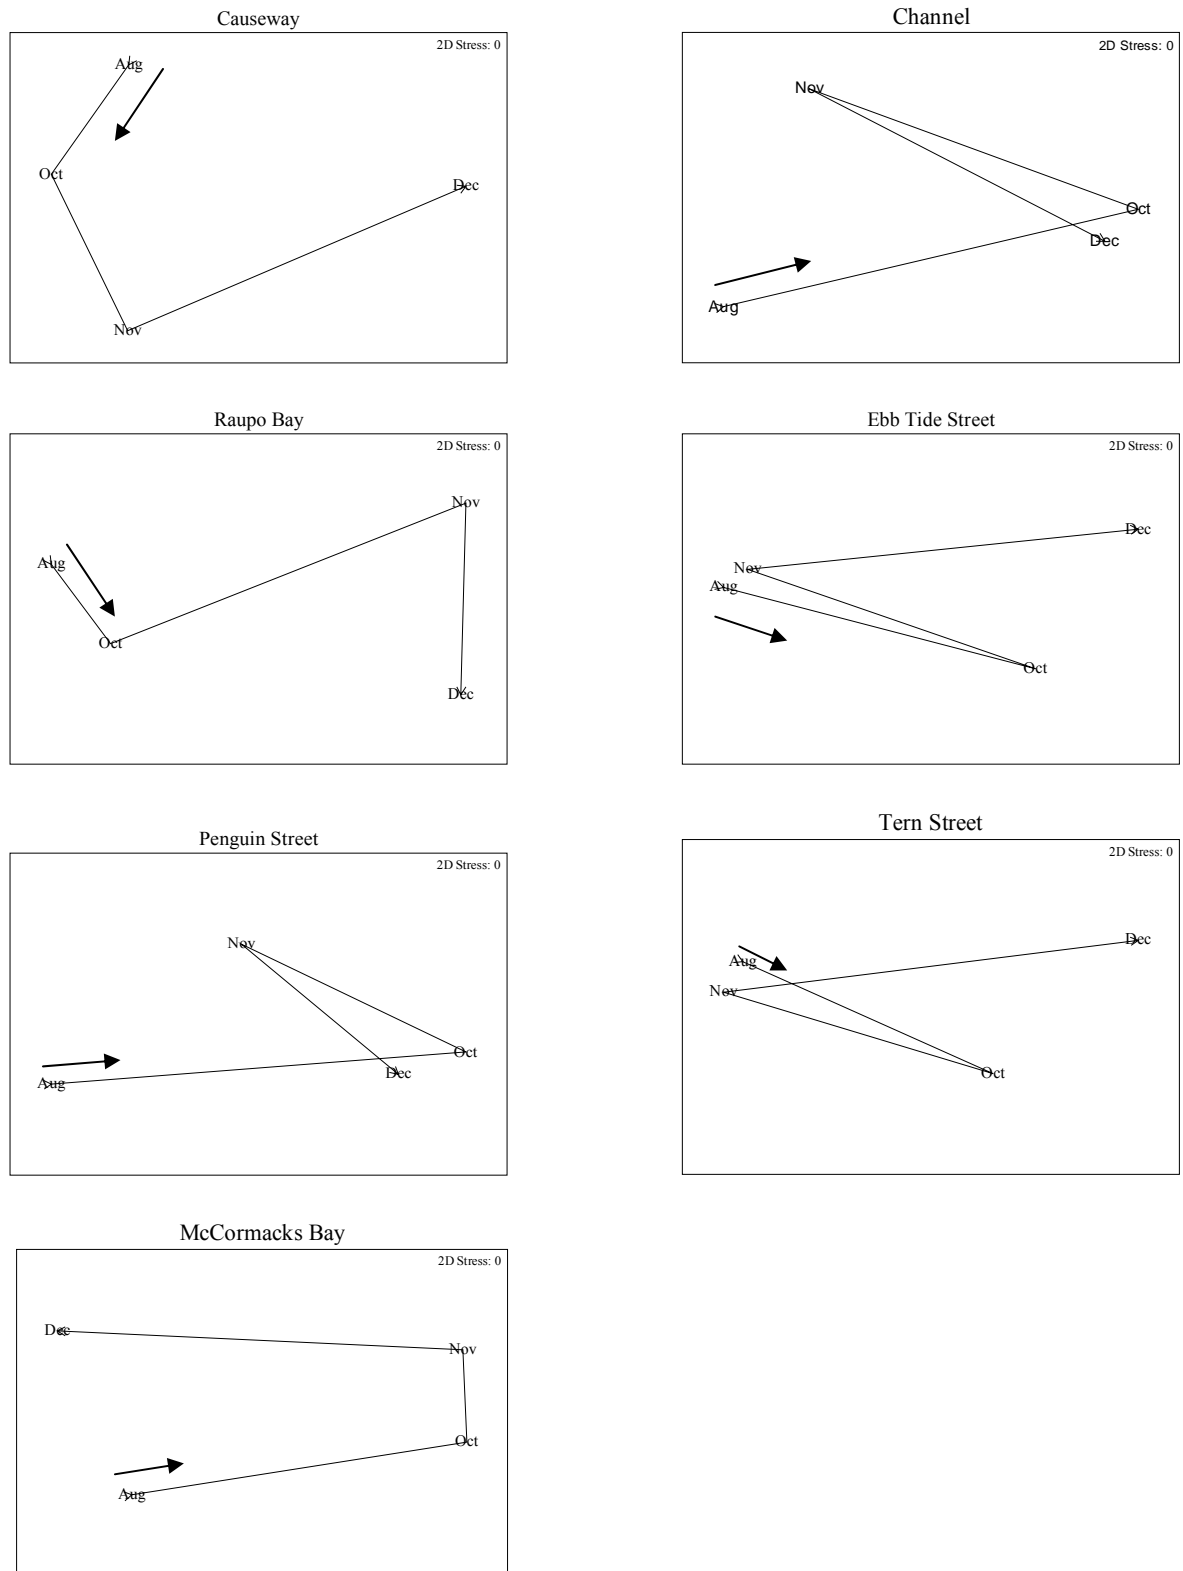 Causeway
2D Stress: 0
Aug
Oct
Dec
Nov
Channel
2D Stress: 0
Nov
Oct
Dec
Aug
Raupo Bay
2D Stress: 0
Nov
Aug
Oct
Dec
Ebb Tide Street
2D Stress: 0
Dec
Nov
Aug
Oct
Penguin Street
2D Stress: 0
Nov
Oct
Dec
Aug
Tern Street
2D Stress: 0
Dec
Aug
Nov
Oct
McCormacks Bay
2D Stress: 0
Dec
Nov
Oct
Aug